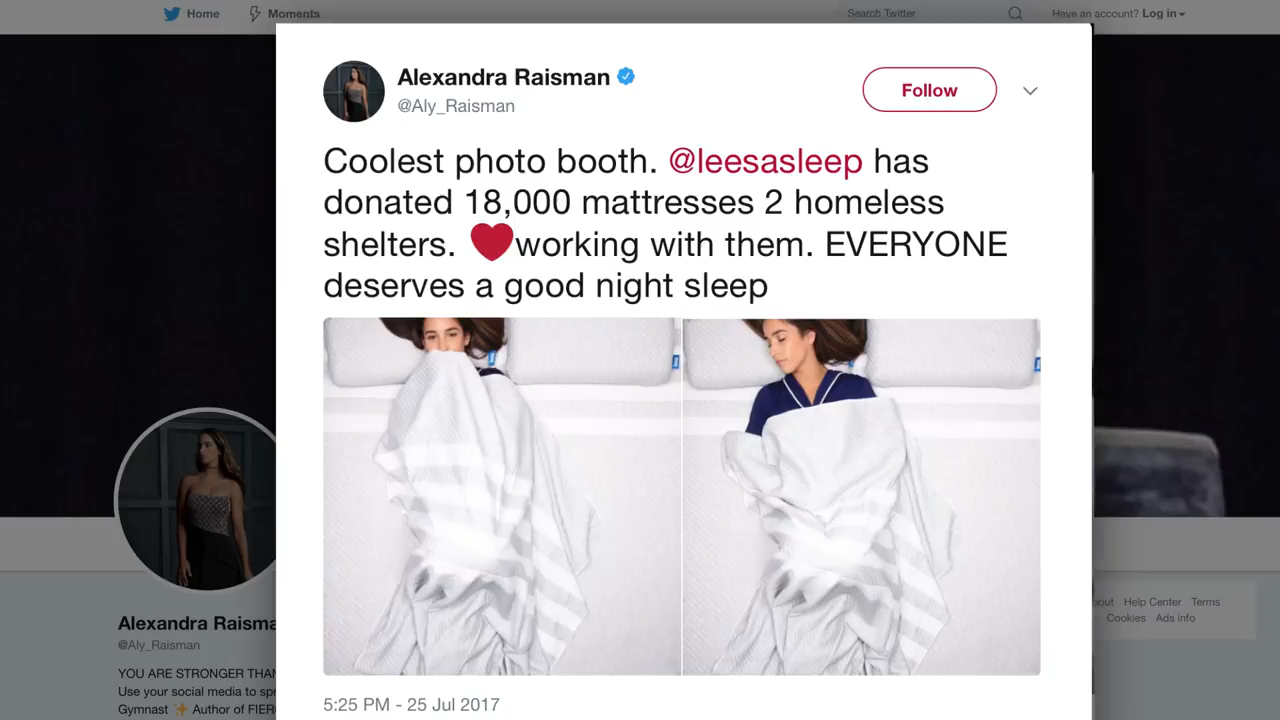 Home
Moments
Search Twitter
Have an account? Log in
Alexandra Raisman
@Aly_Raisman
Follow
Coolest photo booth. @leesasleep has
donated 18,000 mattresses 2 homeless
shelters. ❤working with them. EVERYONE
deserves a good night sleep
5:25 PM - 25 Jul 2017
Alexandra Raisma
@Aly_Raisman
YOU ARE STRONGER THAN
Use your social media to spr
Gymnast ✨ Author of FIER
Help Center Terms
Cookies Ads info